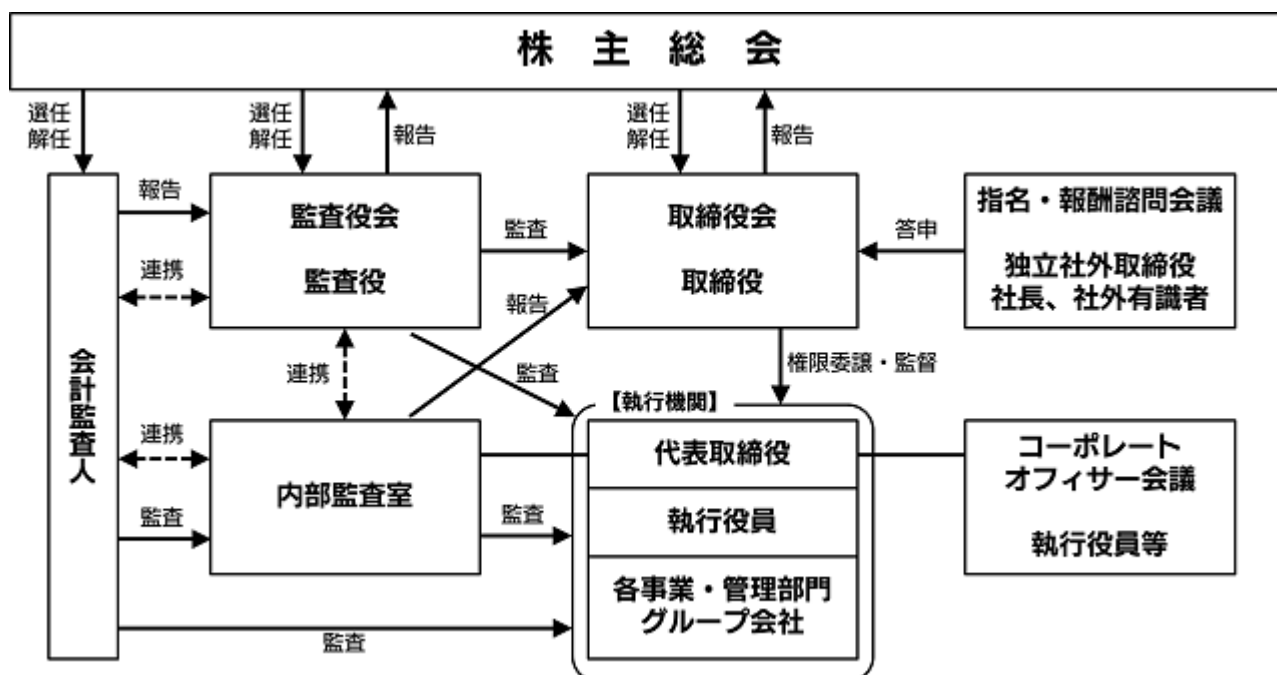 株主総会
選任
解任
選任
解任
報告
選任
解任
報告
報告
監査役会
監査役
監査
取締役会
取締役
答申
指名・報酬諮問会議
独立社外取締役
社長、社外有識者
連携
報告
会計監査人
連携
監査
権限委譲・監督
【執行機関】
連携
内部監査室
代表取締役
コーポレート
オフィサー会議
監査
監査
執行役員
執行役員等
各事業・管理部門
グループ会社
監査